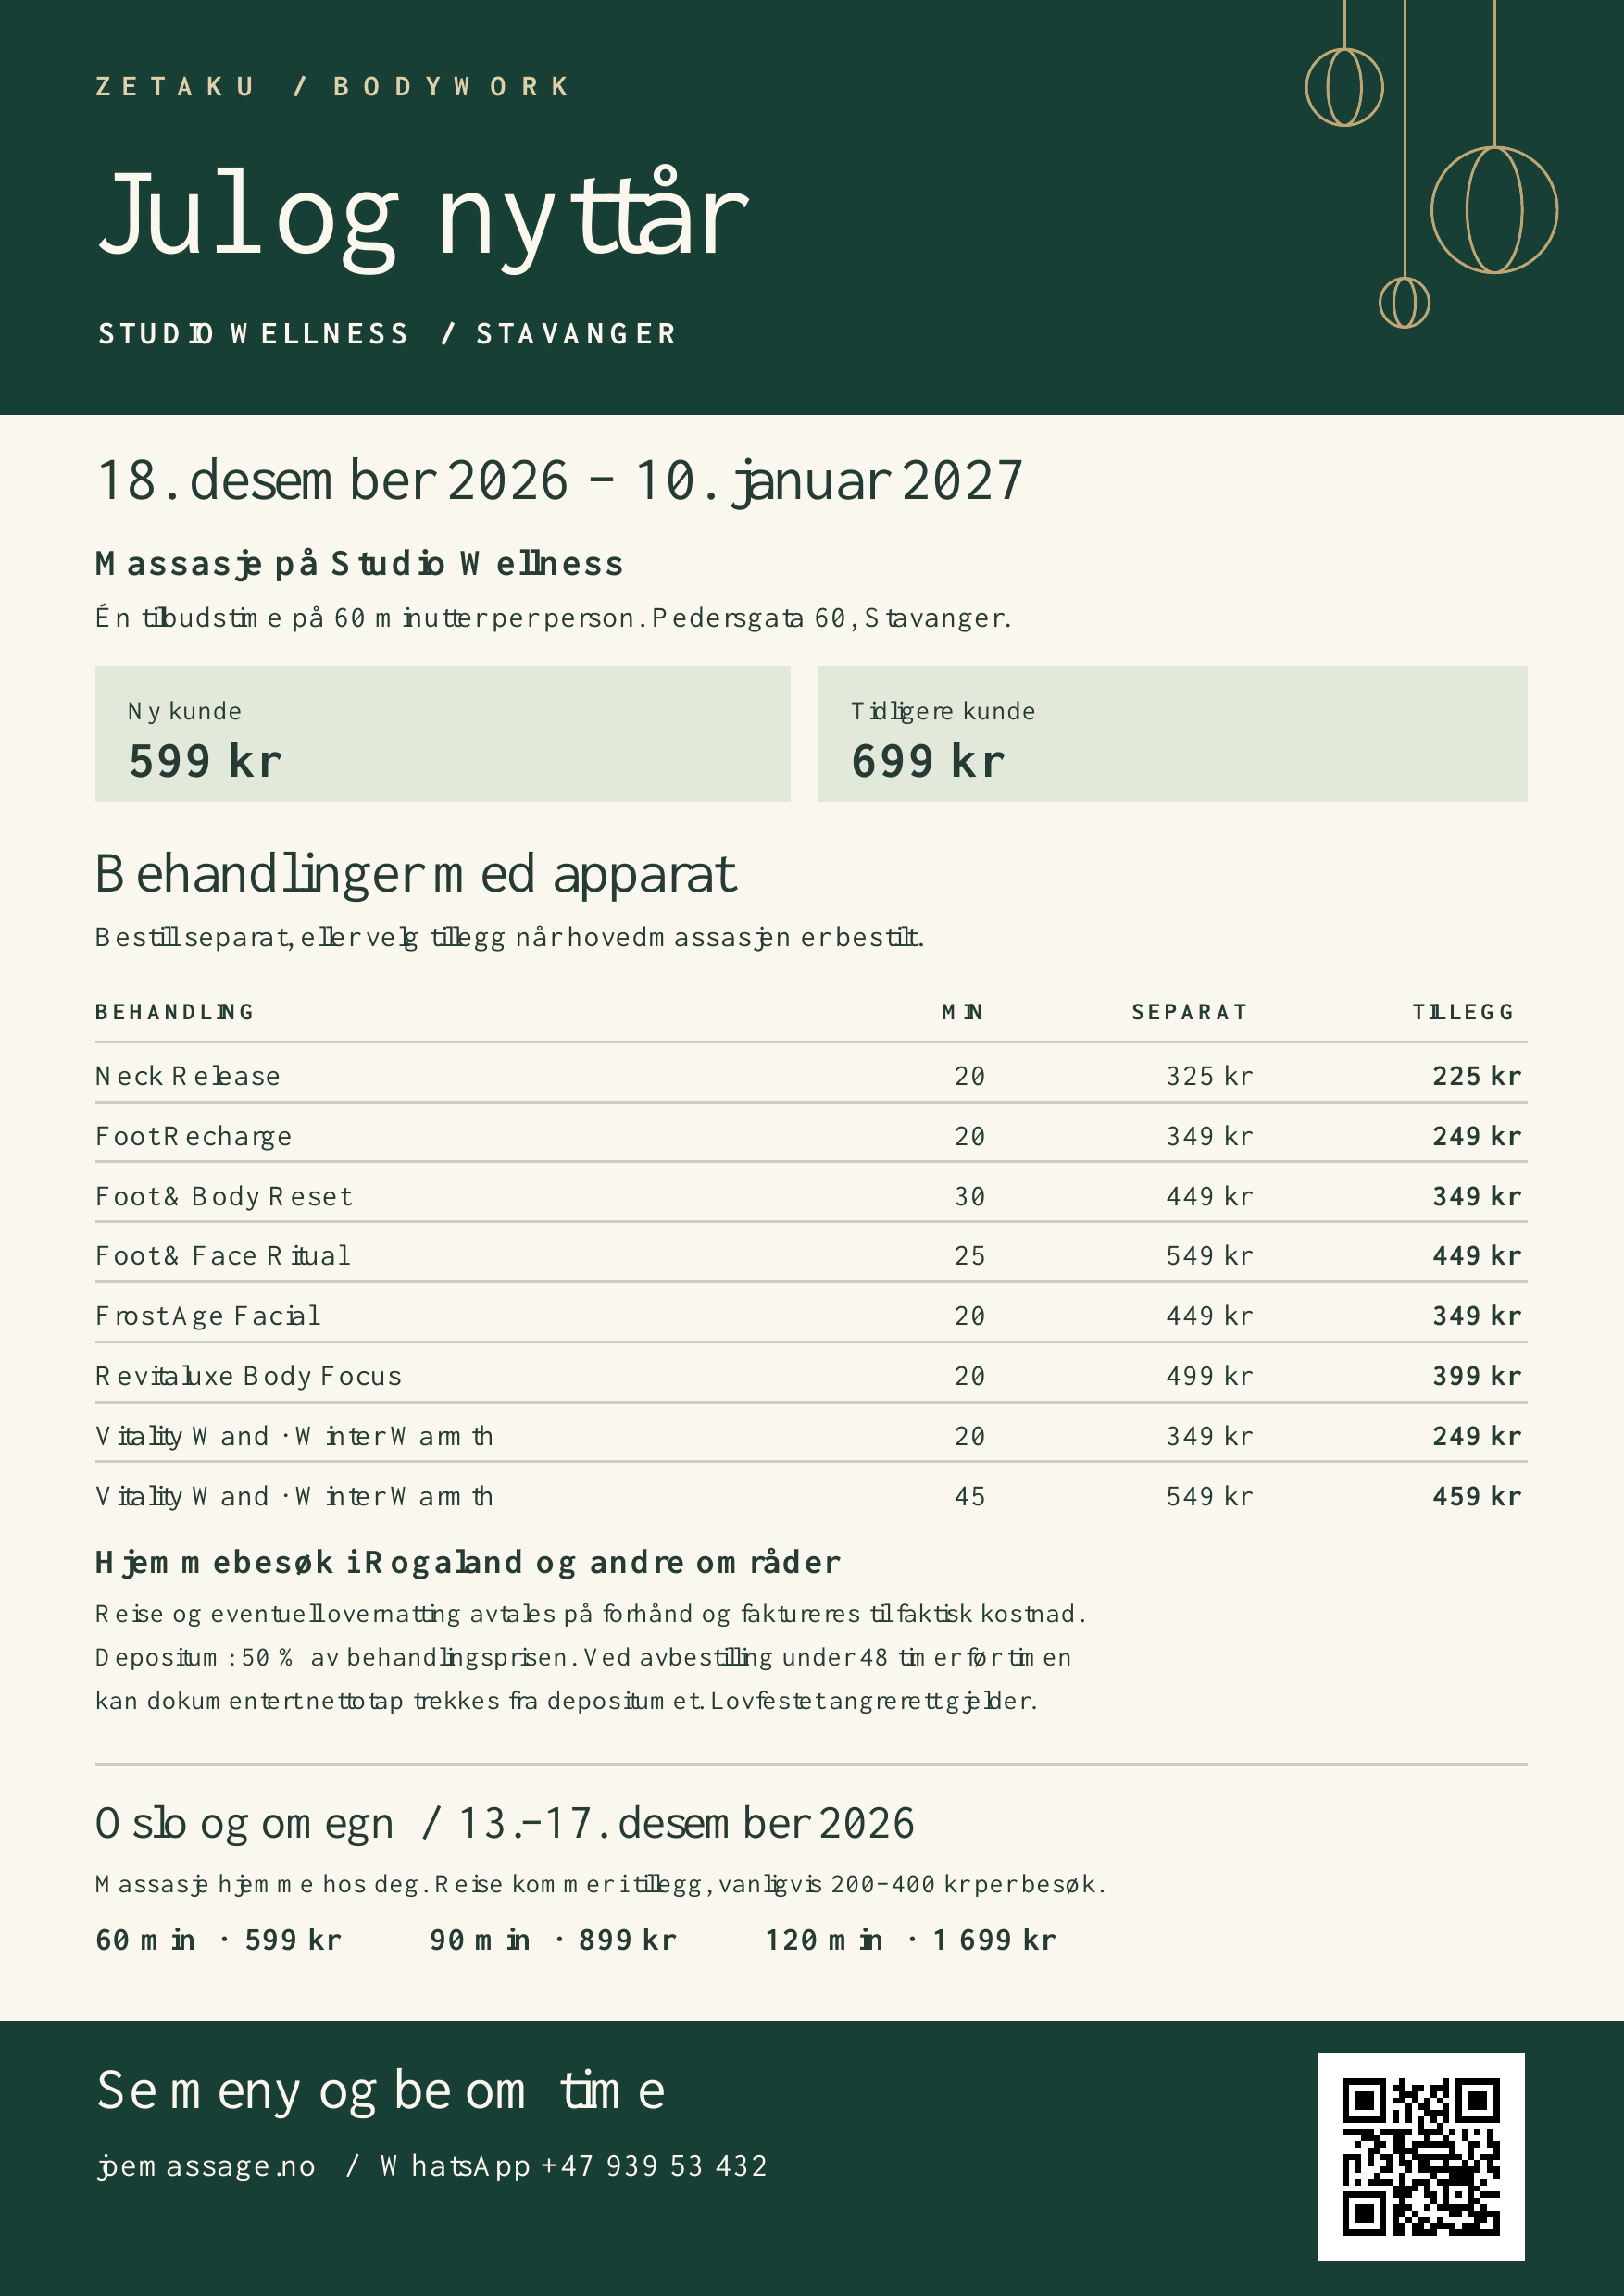 ZETAKU / BODYWORK
Jul og nyttår
STUDIO WELLNESS / STAVANGER
18. desember 2026 – 10. januar 2027
Massasje på Studio Wellness
Én tilbudstime på 60 minutter per person. Pedersgata 60, Stavanger.
Ny kunde Tidligere kunde
599 kr 699 kr
Behandlinger med apparat
Bestill separat, eller velg tillegg når hovedmassasjen er bestilt.
BEHANDLING MIN SEPARAT TILLEGG
Neck Release 20 325 kr 225 kr
Foot Recharge 20 349 kr 249 kr
Foot & Body Reset 30 449 kr 349 kr
Foot & Face Ritual 25 549 kr 449 kr
Frost Age Facial 20 449 kr 349 kr
Revitaluxe Body Focus 20 499 kr 399 kr
Vitality Wand · Winter Warmth 20 349 kr 249 kr
Vitality Wand · Winter Warmth 45 549 kr 459 kr
Hjemmebesøk i Rogaland og andre områder
Reise og eventuell overnatting avtales på forhånd og faktureres til faktisk kostnad.
Depositum: 50 % av behandlingsprisen. Ved avbestilling under 48 timer før timen
kan dokumentert nettotap trekkes fra depositumet. Lovfestet angrerett gjelder.
Oslo og omegn / 13.–17. desember 2026
Massasje hjemme hos deg. Reise kommer i tillegg, vanligvis 200–400 kr per besøk.
60 min · 599 kr 90 min · 899 kr 120 min · 1 699 kr
Se meny og be om time
joemassage.no / WhatsApp +47 939 53 432